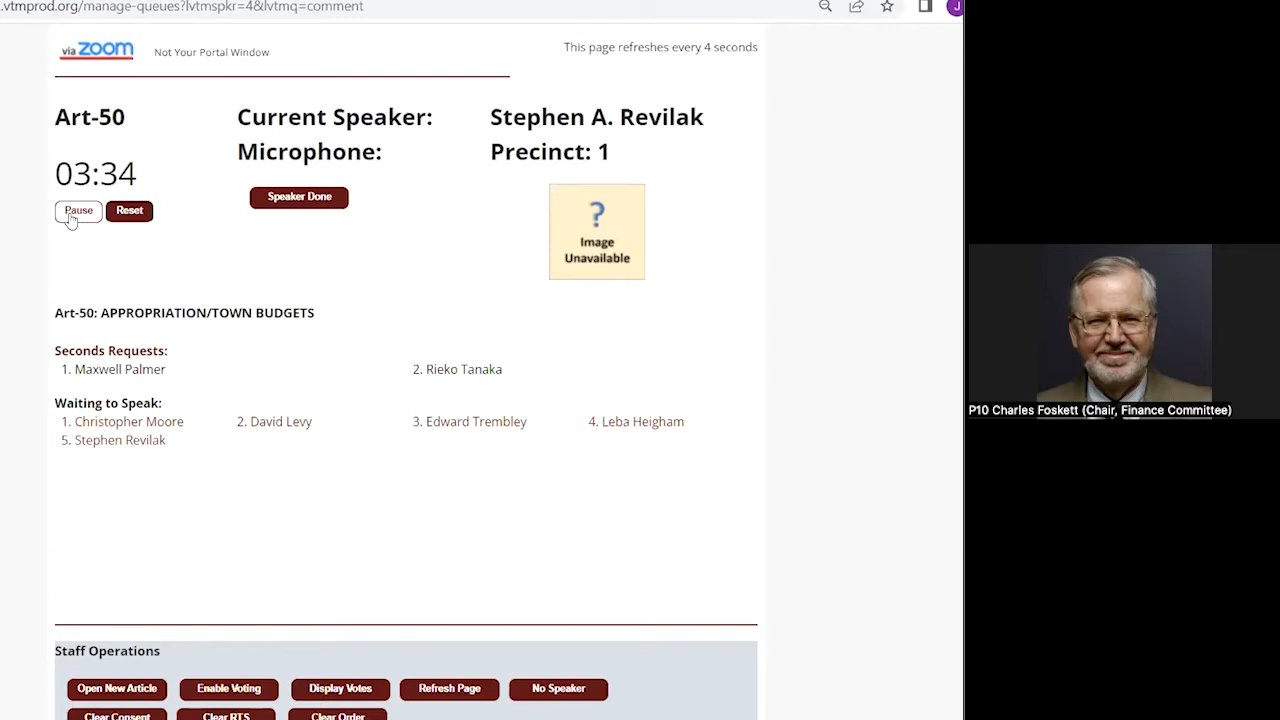 .vtmprod.org/manage-queues?lvtmspkr=4&lvtmq=comment
J
via zoom
Not Your Portal Window
This page refreshes every 4 seconds
Art-50
Current Speaker:
Stephen A. Revilak
Microphone:
Precinct: 1
03:34
Pause
Reset
Speaker Done
?
Image
Unavailable
Art-50: APPROPRIATION/TOWN BUDGETS
Seconds Requests:
1. Maxwell Palmer
2. Rieko Tanaka
Waiting to Speak:
1. Christopher Moore
2. David Levy
3. Edward Trembley
4. Leba Heigham
5. Stephen Revilak
P10 Charles Foskett (Chair, Finance Committee)
Staff Operations
Open New Article
Enable Voting
Display Votes
Refresh Page
No Speaker
Clear Consent
Clear RTS
Clear Order